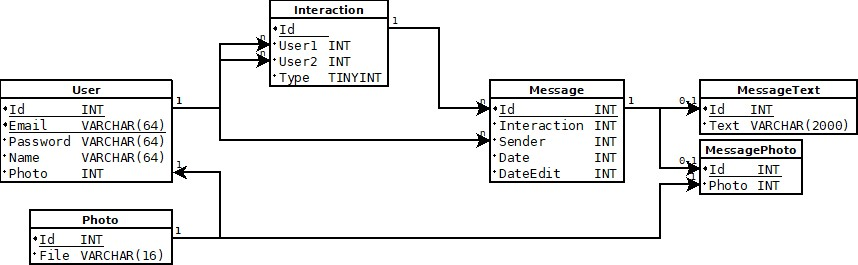 Interaction
Id
User1 INT
User2 INT
Type TINYINT
1
n
n
User
Id INT
Email VARCHAR(64)
Password VARCHAR(64)
Name VARCHAR(64)
Photo INT
1
1
Message
Id INT
Interaction INT
Sender INT
Date INT
DateEdit INT
n
n
1
MessageText
Id INT
Text VARCHAR(2000)
0-1
MessagePhoto
Id INT
Photo INT
0-1
Photo
Id INT
File VARCHAR(16)
1